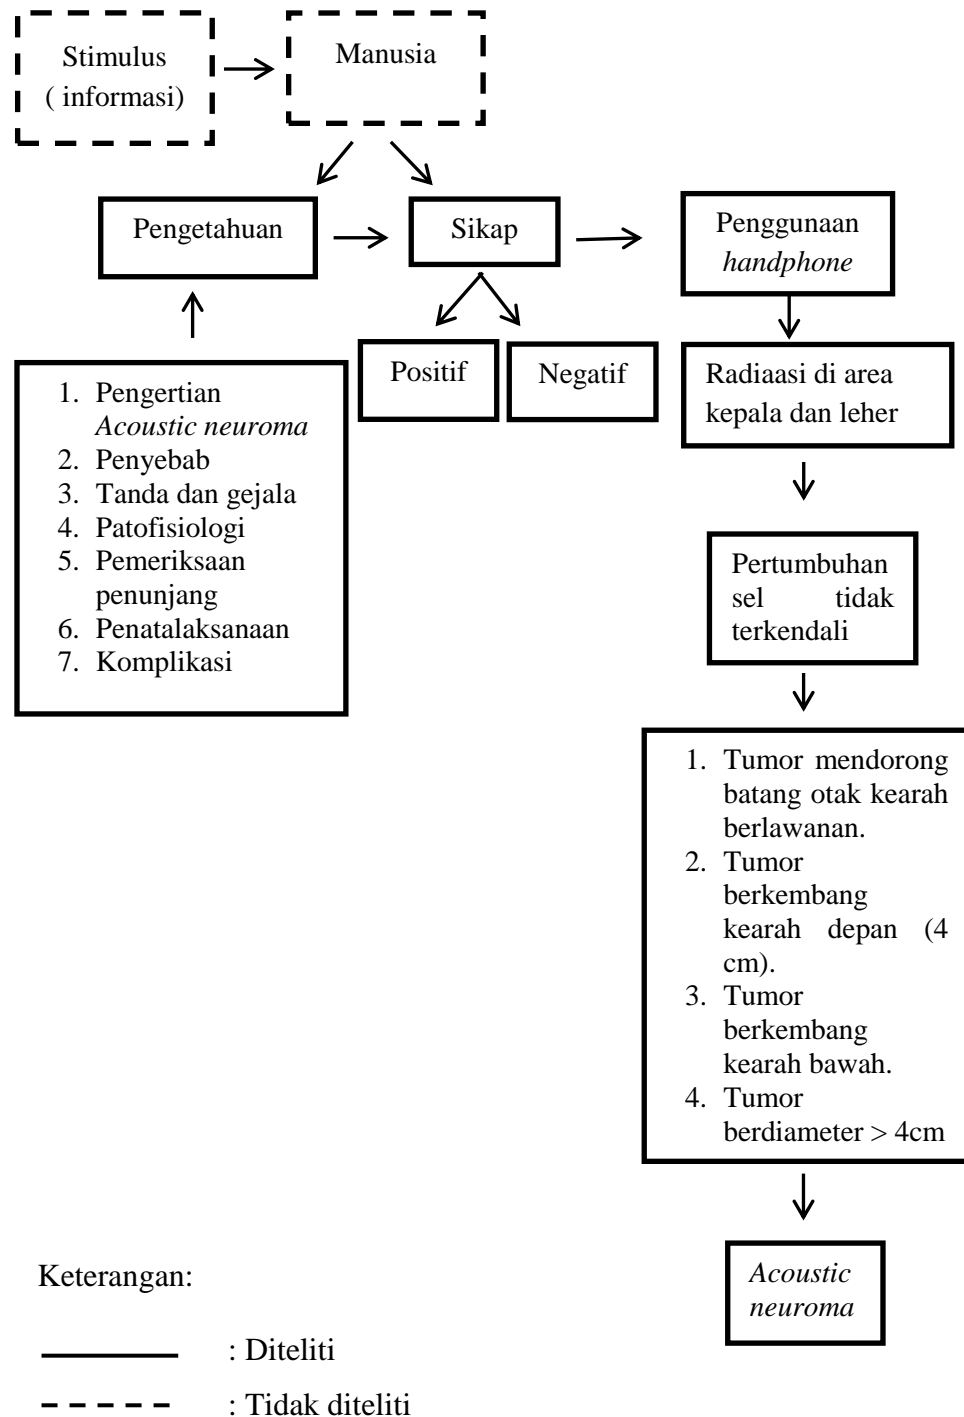 Stimulus
( informasi)
Manusia
Pengetahuan
Sikap
Penggunaan
handphone
Positif
Negatif
Radiaasi di area
kepala dan leher
1. Pengertian
Acoustic neuroma
2. Penyebab
3. Tanda dan gejala
4. Patofisiologi
5. Pemeriksaan
penunjang
6. Penatalaksanaan
7. Komplikasi
Pertumbuhan
sel tidak
terkendali
1. Tumor mendorong
batang otak kearah
berlawanan.
2. Tumor
berkembang
kearah depan (4
cm).
3. Tumor
berkembang
kearah bawah.
4. Tumor
berdiameter > 4cm
Acoustic
neuroma
Keterangan:
: Diteliti
: Tidak diteliti